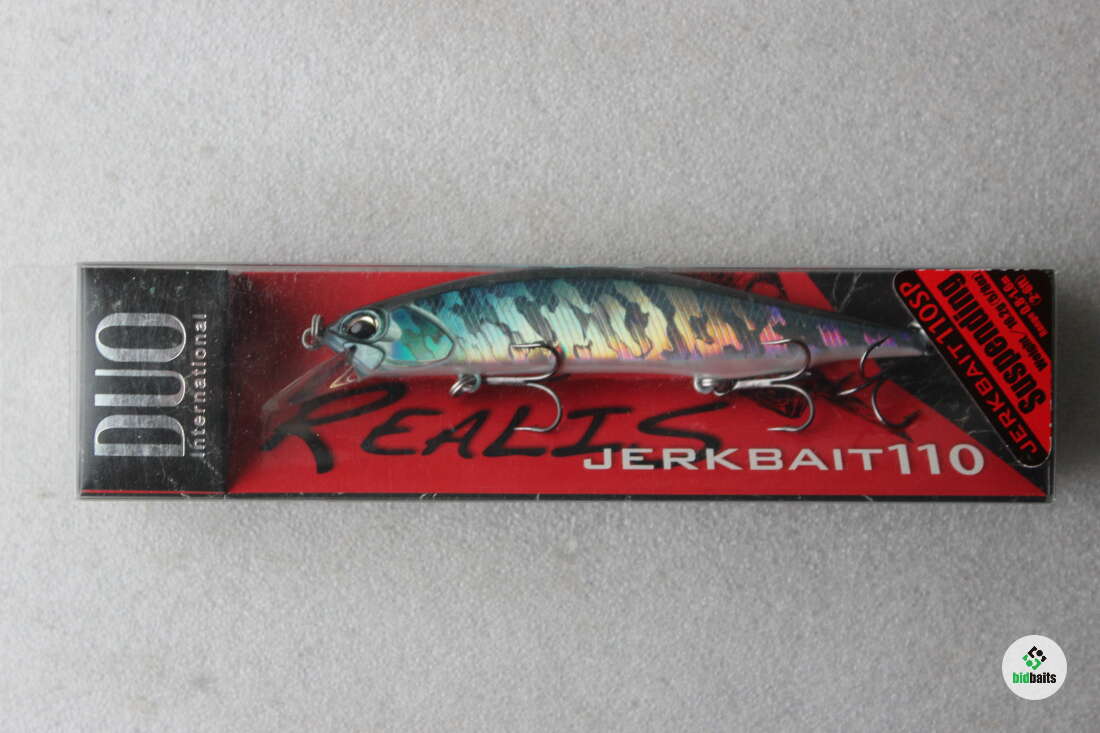 DUO
International
REALIS
JERKBAIT110
JERKBAIT110SP
Suspending
bidbaits